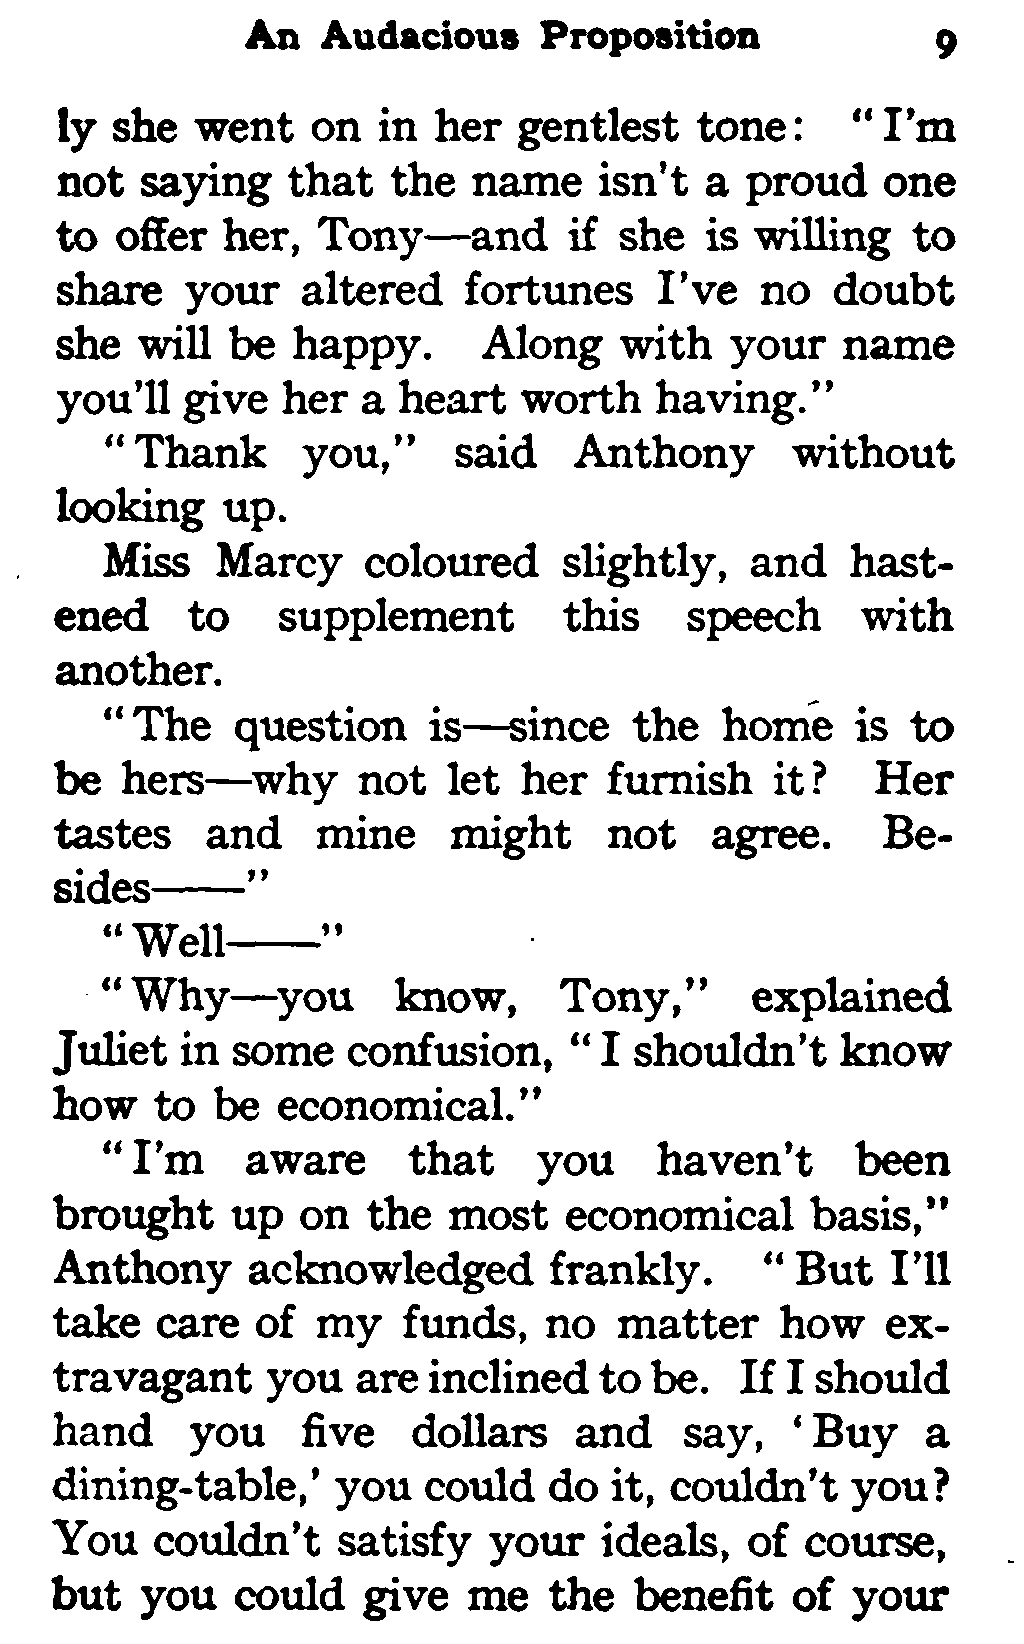 An Audacious Proposition 9
ly she went on in her gentlest tone: "I'm
not saying that the name isn't a proud one
to offer her, Tony—and if she is willing to
share your altered fortunes I've no doubt
she will be happy. Along with your name
you'll give her a heart worth having."
"Thank you," said Anthony without
looking up.
Miss Marcy coloured slightly, and hast-
ened to supplement this speech with
another.
"The question is—since the home is to
be hers—why not let her furnish it? Her
tastes and mine might not agree. Be-
sides——"
"Well——"
"Why—you know, Tony," explained
Juliet in some confusion, "I shouldn't know
how to be economical."
"I'm aware that you haven't been
brought up on the most economical basis,"
Anthony acknowledged frankly. "But I'll
take care of my funds, no matter how ex-
travagant you are inclined to be. If I should
hand you five dollars and say, 'Buy a
dining-table,' you could do it, couldn't you?
You couldn't satisfy your ideals, of course,
but you could give me the benefit of your